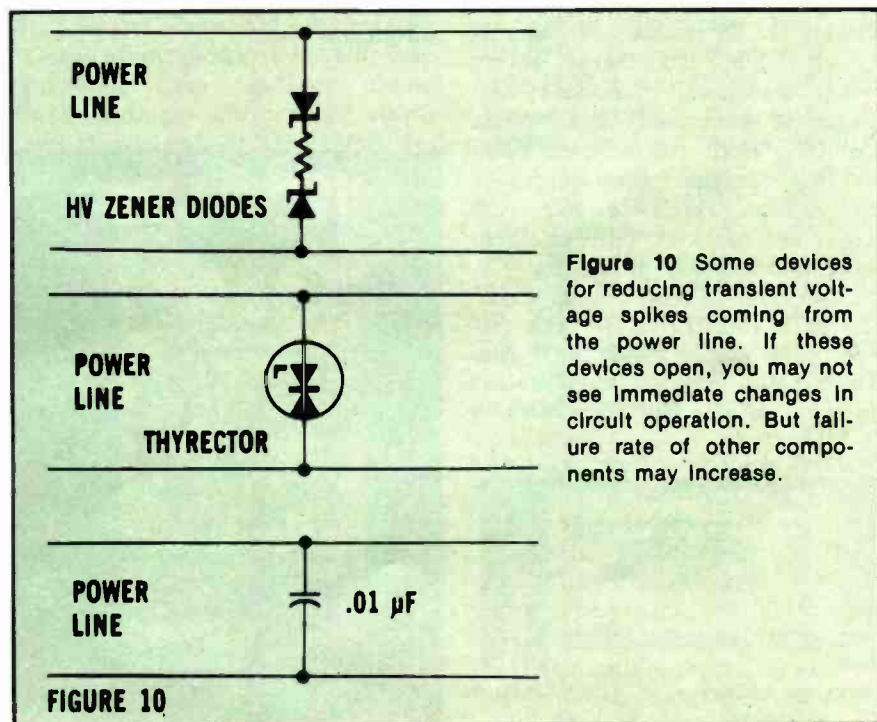 POWER
LINE
HV ZENER DIODES
POWER
LINE
THYRECTOR
POWER
LINE
.01 µF
FIGURE 10
Figure 10 Some devices
for reducing transient volt-
age spikes coming from
the power line. If these
devices open, you may not
see immediate changes in
circuit operation. But fail-
ure rate of other compo-
nents may increase.